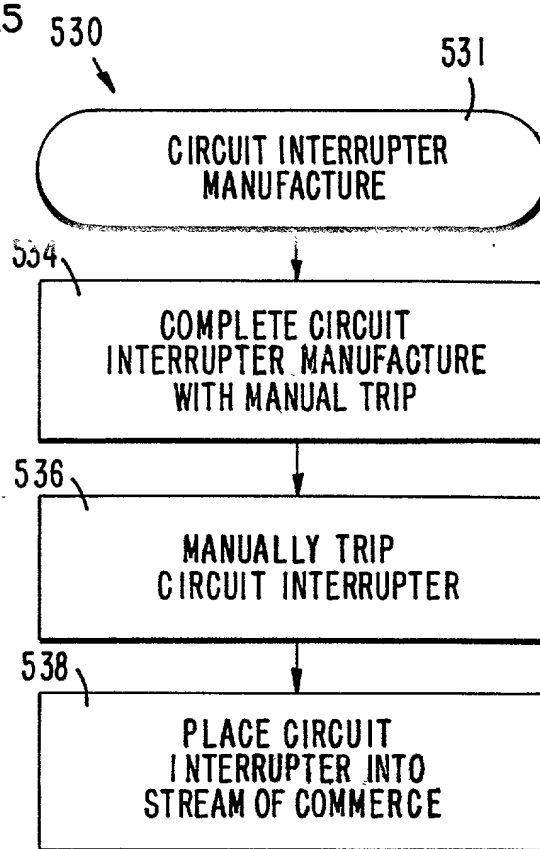 530
531
CIRCUIT INTERRUPTER
MANUFACTURE
534
COMPLETE CIRCUIT
INTERRUPTER MANUFACTURE
WITH MANUAL TRIP
536
MANUALLY TRIP
CIRCUIT INTERRUPTER
538
PLACE CIRCUIT
INTERRUPTER INTO
STREAM OF COMMERCE